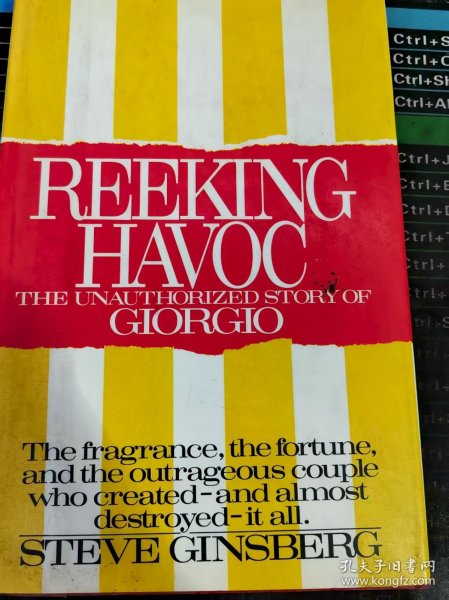 REEKING
HAVOC
THE UNAUTHORIZED STORY OF
GIORGIO
The fragrance, the fortune,
and the outrageous couple
who created-and almost
destroyed-it all.
STEVE GINSBERG
Ctrl+S
Ctrl+C
Ctrl+Sh
Ctrl+Al
Ctrl+J
Ctrl+
Ctrl+
Ctrl+
孔夫子旧书网
www.kongfz.com